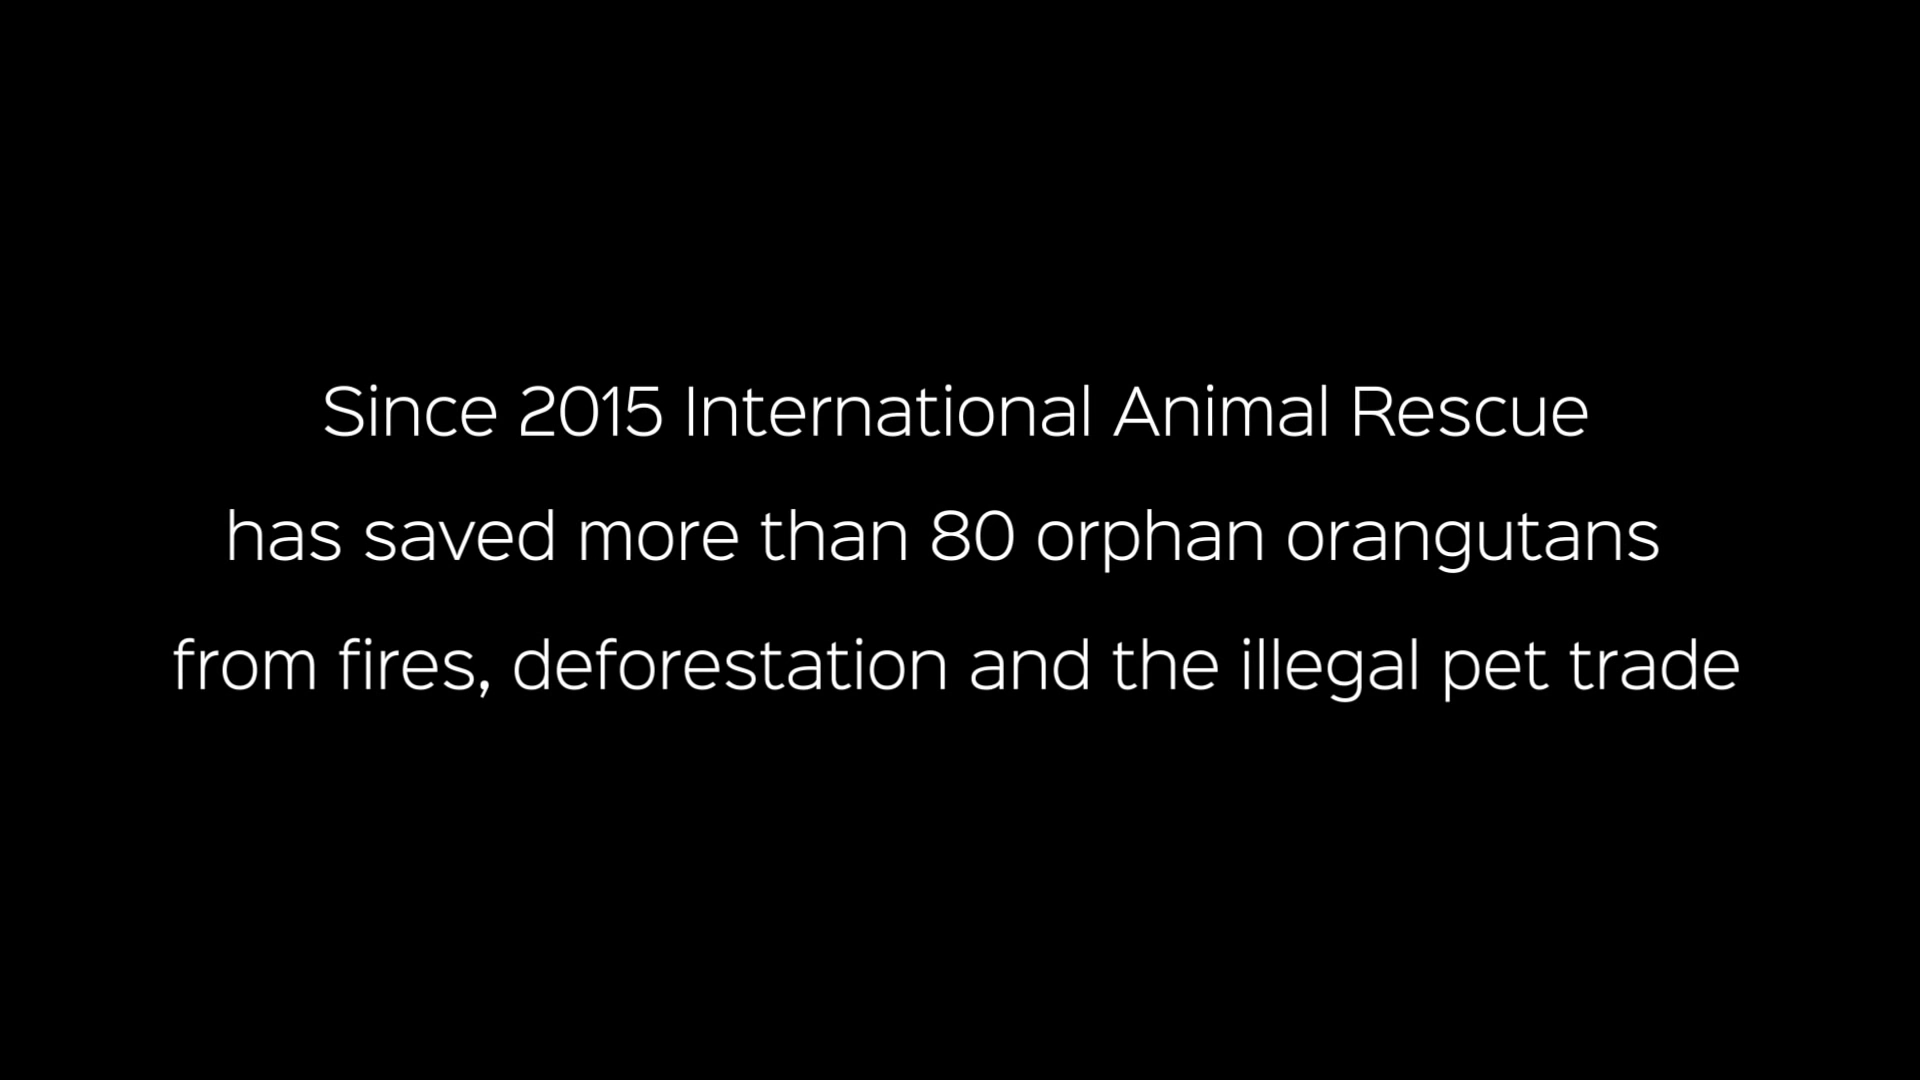 Since 2015 International Animal Rescue
has saved more than 80 orphan orangutans
from fires, deforestation and the illegal pet trade